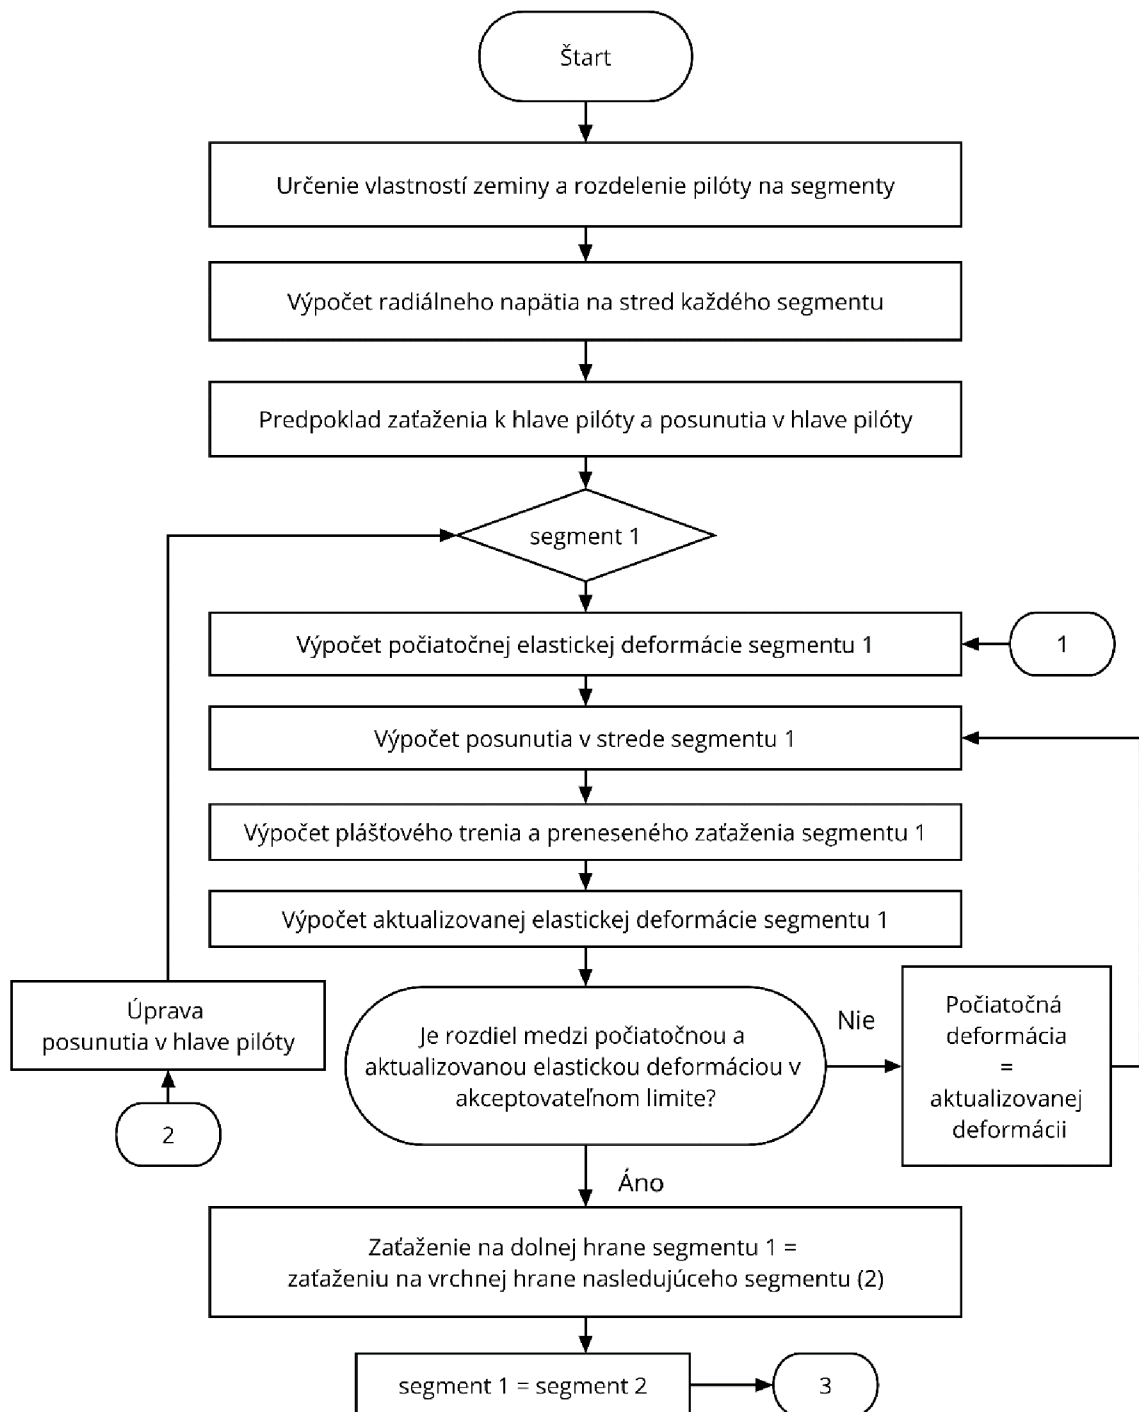 Štart
Určenie vlastností zeminy a rozdelenie pilóty na segmenty
Výpočet radiálneho napätia na stred každého segmentu
Predpoklad zaťaženia k hlave pilóty a posunutia v hlave pilóty
segment 1
Výpočet počiatočnej elastickej deformácie segmentu 1
1
Výpočet posunutia v strede segmentu 1
Výpočet plášťového trenia a preneseného zaťaženia segmentu 1
Výpočet aktualizovanej elastickej deformácie segmentu 1
Úprava
posunutia v hlave pilóty
2
Je rozdiel medzi počiatočnou a
aktualizovanou elastickou deformáciou v
akceptovateľnom limite?
Nie
Počiatočná
deformácia
=
aktualizovanej
deformácii
Áno
Zaťaženie na dolnej hrane segmentu 1 =
zaťaženiu na vrchnej hrane nasledujúceho segmentu (2)
segment 1 = segment 2
3